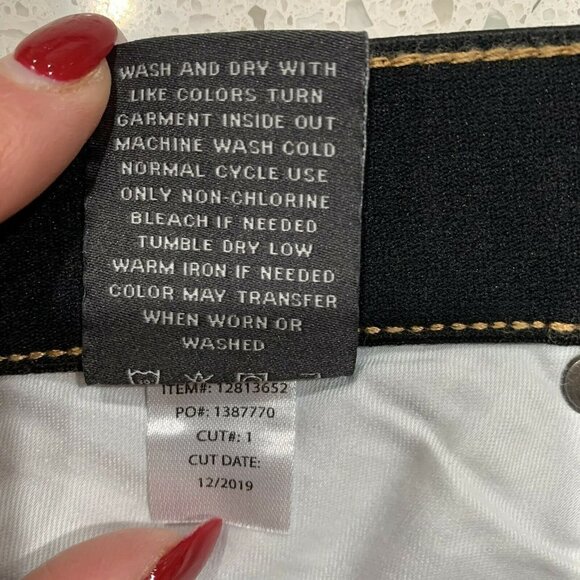 WASH AND DRY WITH
LIKE COLORS TURN
GARMENT INSIDE OUT
MACHINE WASH COLD
NORMAL CYCLE USE
ONLY NON-CHLORINE
BLEACH IF NEEDED
TUMBLE DRY LOW
WARM IRON IF NEEDED
COLOR MAY TRANSFER
WHEN WORN OR
WASHED
ITEM#: 12813652
PO#: 1387770
CUT#: 1
CUT DATE:
12/2019